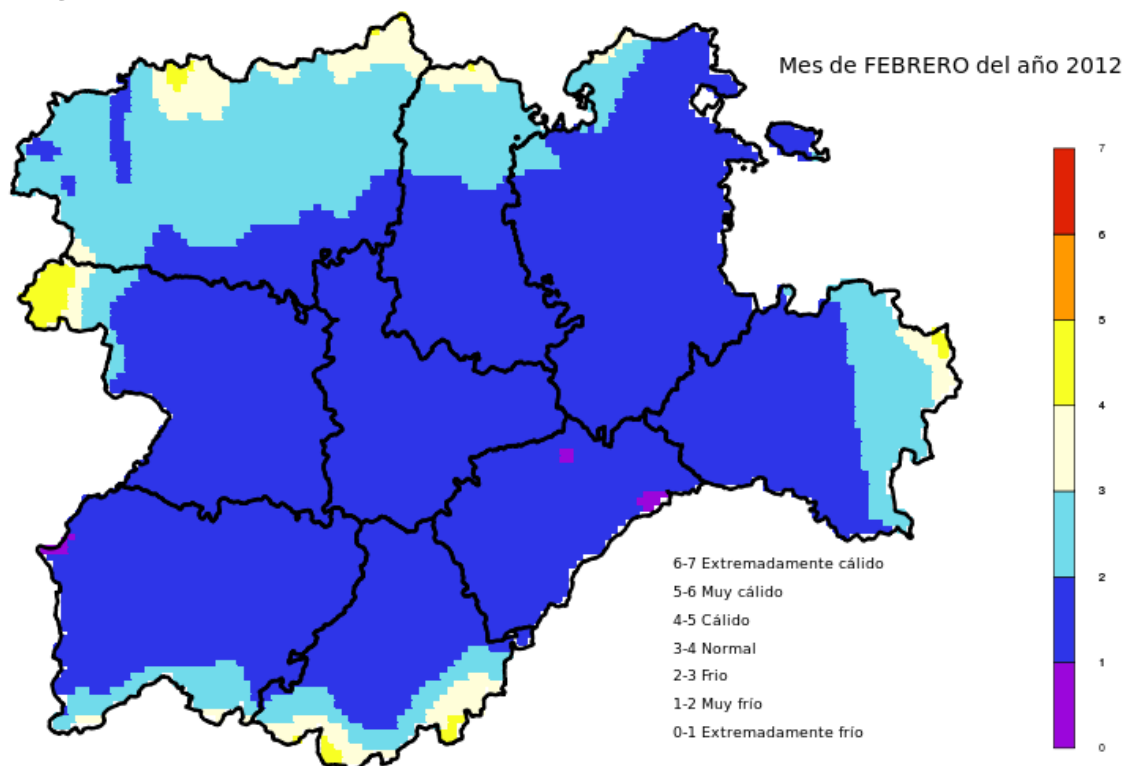 Mes de FEBRERO del año 2012
7
6
5
4
3
2
1
0
6-7 Extremadamente cálido
5-6 Muy cálido
4-5 Cálido
3-4 Normal
2-3 Frio
1-2 Muy frío
0-1 Extremadamente frío